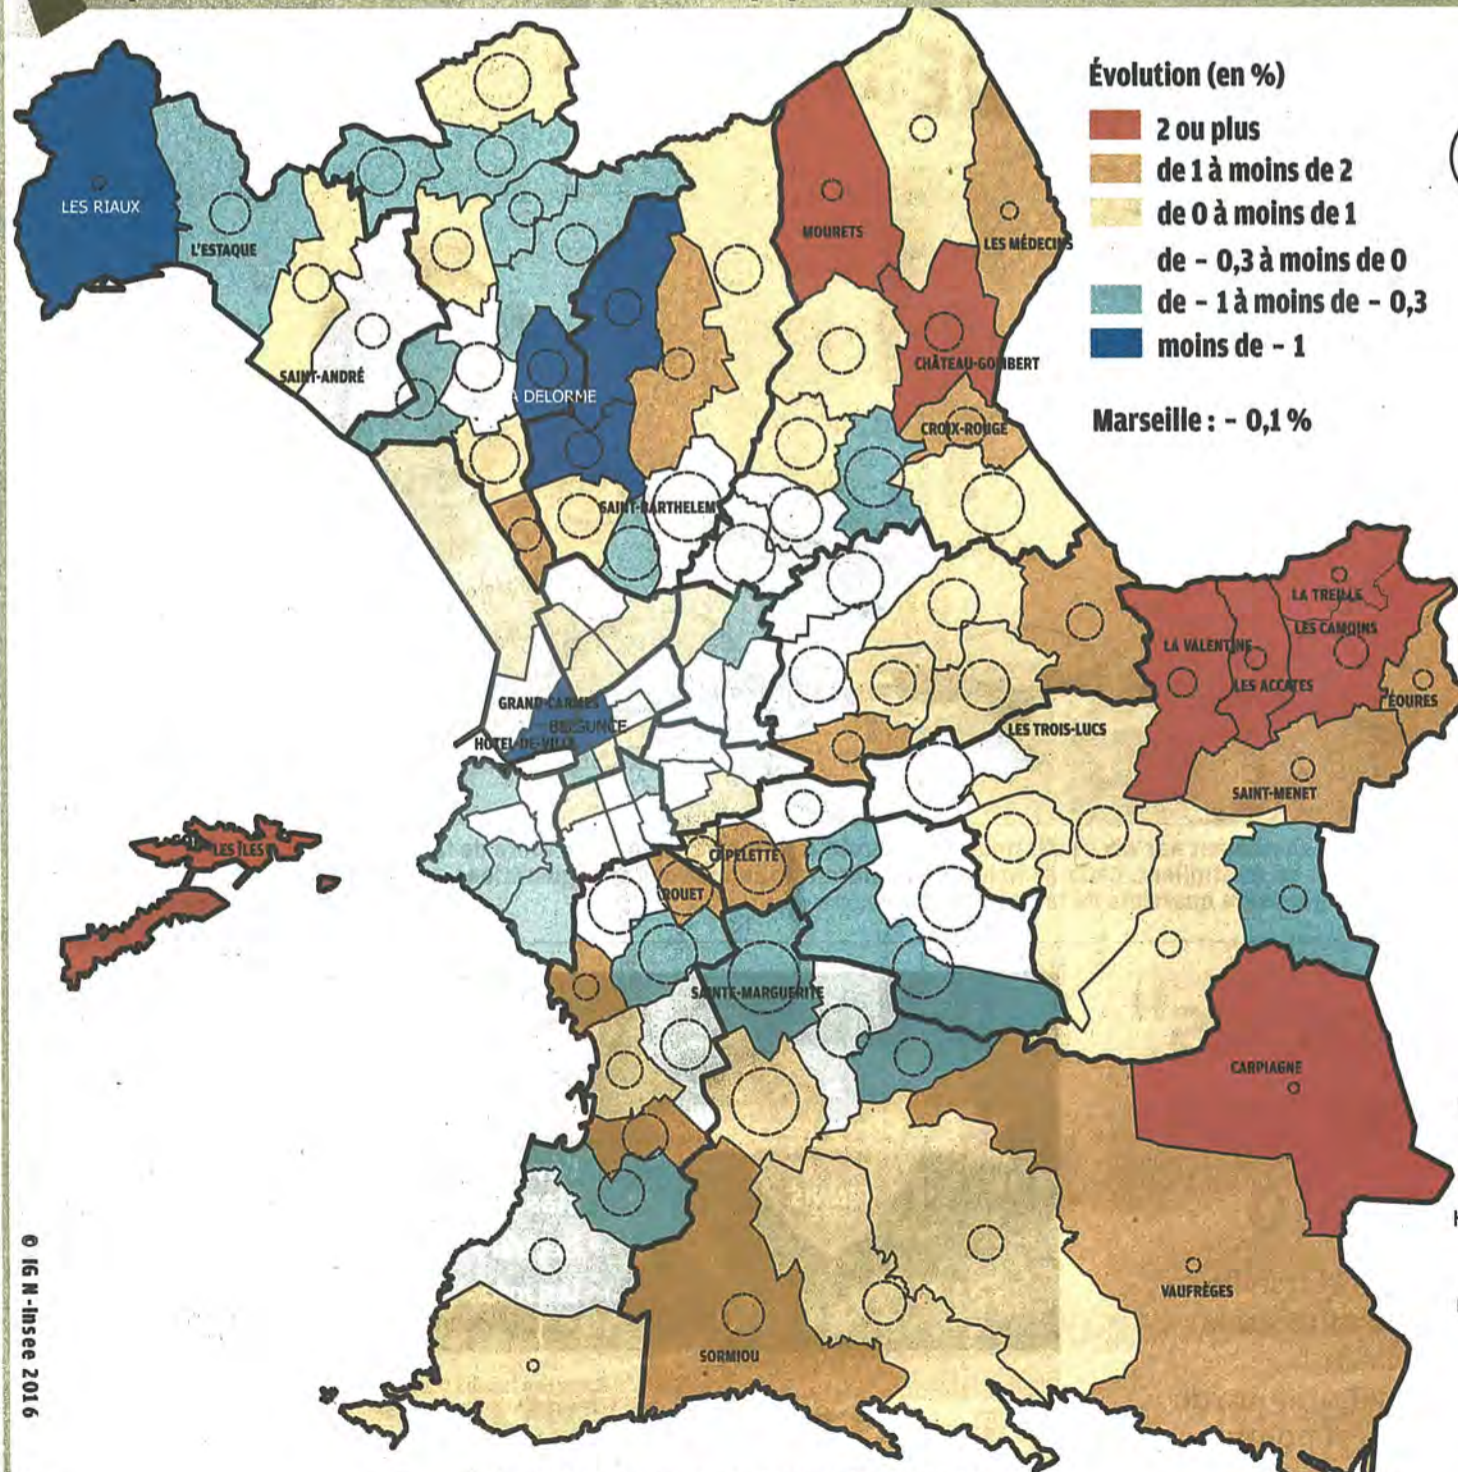 Évolution (en %)
2 ou plus
de 1 à moins de 2
de 0 à moins de 1
de - 0,3 à moins de 0
de - 1 à moins de - 0,3
moins de - 1
Marseille : - 0,1 %
LES RIAUX
L'ESTAQUE
MOURETS
LES MÉDECINS
SAINT-ANDRÉ
CHÂTEAU-GOMBERT
A DELORME
CROIX-ROUGE
SAINT-BARTHELEM
LA TREILLE
LES CAMOINS
LA VALENTINE
LES ACCATES
ÉOURES
GRAND-CARMES
BELSUNCE
HÔTEL-DE-VILLE
LES TROIS-LUCS
SAINT-MENET
LES ÎLES
CAPELETTE
ROUET
SAINTE-MARGUERITE
CARPIAGNE
VAUFRÈGES
SORMIOU
© IGN-Insee 2016